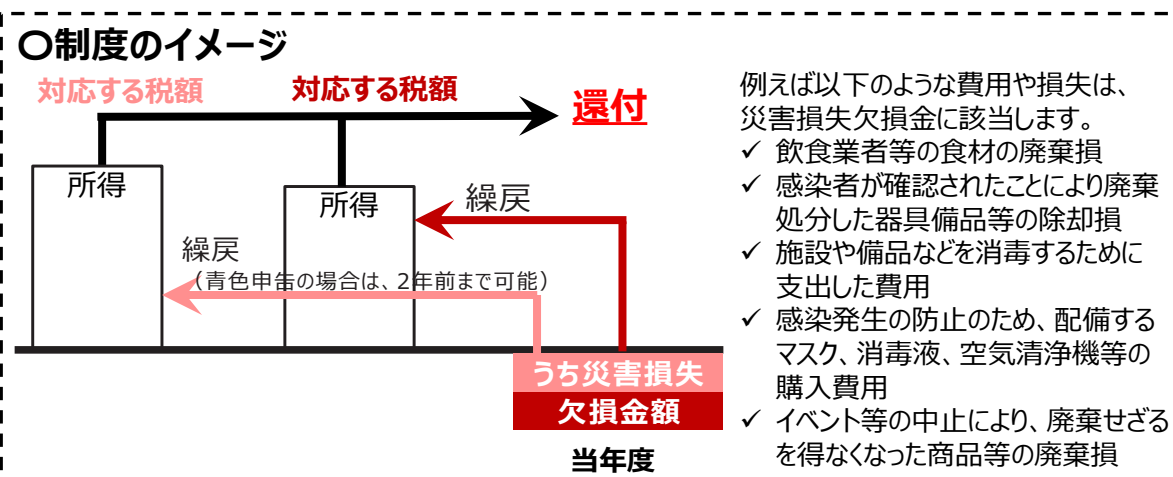 〇制度のイメージ
対応する税額
対応する税額
還付
所得
所得
繰戻
繰戻
（青色申告の場合は、2年前まで可能）
うち災害損失
欠損金額
当年度
例えば以下のような費用や損失は、
災害損失欠損金に該当します。
✓ 飲食業者等の食材の廃棄損
✓ 感染者が確認されたことにより廃棄
処分した器具備品等の除却損
✓ 施設や備品などを消毒するために
支出した費用
✓ 感染発生の防止のため、配備する
マスク、消毒液、空気清浄機等の
購入費用
✓ イベント等の中止により、廃棄せざる
を得なくなった商品等の廃棄損